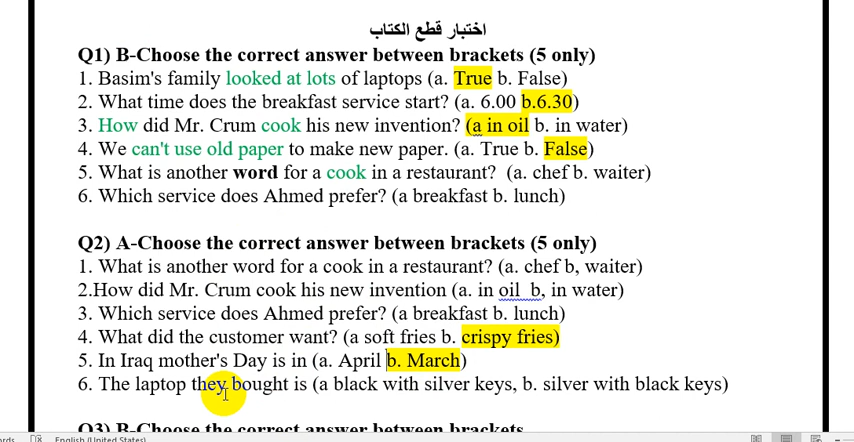 اختبار قطع الكتاب
Q1) B-Choose the correct answer between brackets (5 only)
1. Basim's family looked at lots of laptops (a. True b. False)
2. What time does the breakfast service start? (a. 6.00 b.6.30)
3. How did Mr. Crum cook his new invention? (a in oil b. in water)
4. We can't use old paper to make new paper. (a. True b. False)
5. What is another word for a cook in a restaurant? (a. chef b. waiter)
6. Which service does Ahmed prefer? (a breakfast b. lunch)
Q2) A-Choose the correct answer between brackets (5 only)
1. What is another word for a cook in a restaurant? (a. chef b, waiter)
2.How did Mr. Crum cook his new invention (a. in oil b, in water)
3. Which service does Ahmed prefer? (a breakfast b. lunch)
4. What did the customer want? (a soft fries b. crispy fries)
5. In Iraq mother's Day is in (a. April b. March)
6. The laptop they bought is (a black with silver keys, b. silver with black keys)
Q3) B-Choose the correct answer between brackets
English (United States)